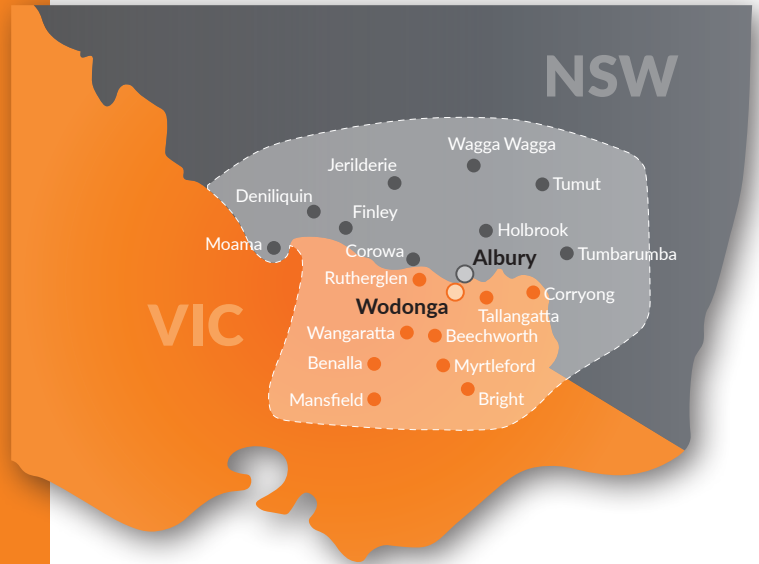 NSW
Wagga Wagga
Jerilderie
Tumut
Deniliquin
Finley
Holbrook
Moama
Corowa
Albury
Tumbarumba
Rutherglen
Corryong
Wodonga
Tallangatta
VIC
Wangaratta
Beechworth
Benalla
Myrtleford
Mansfield
Bright